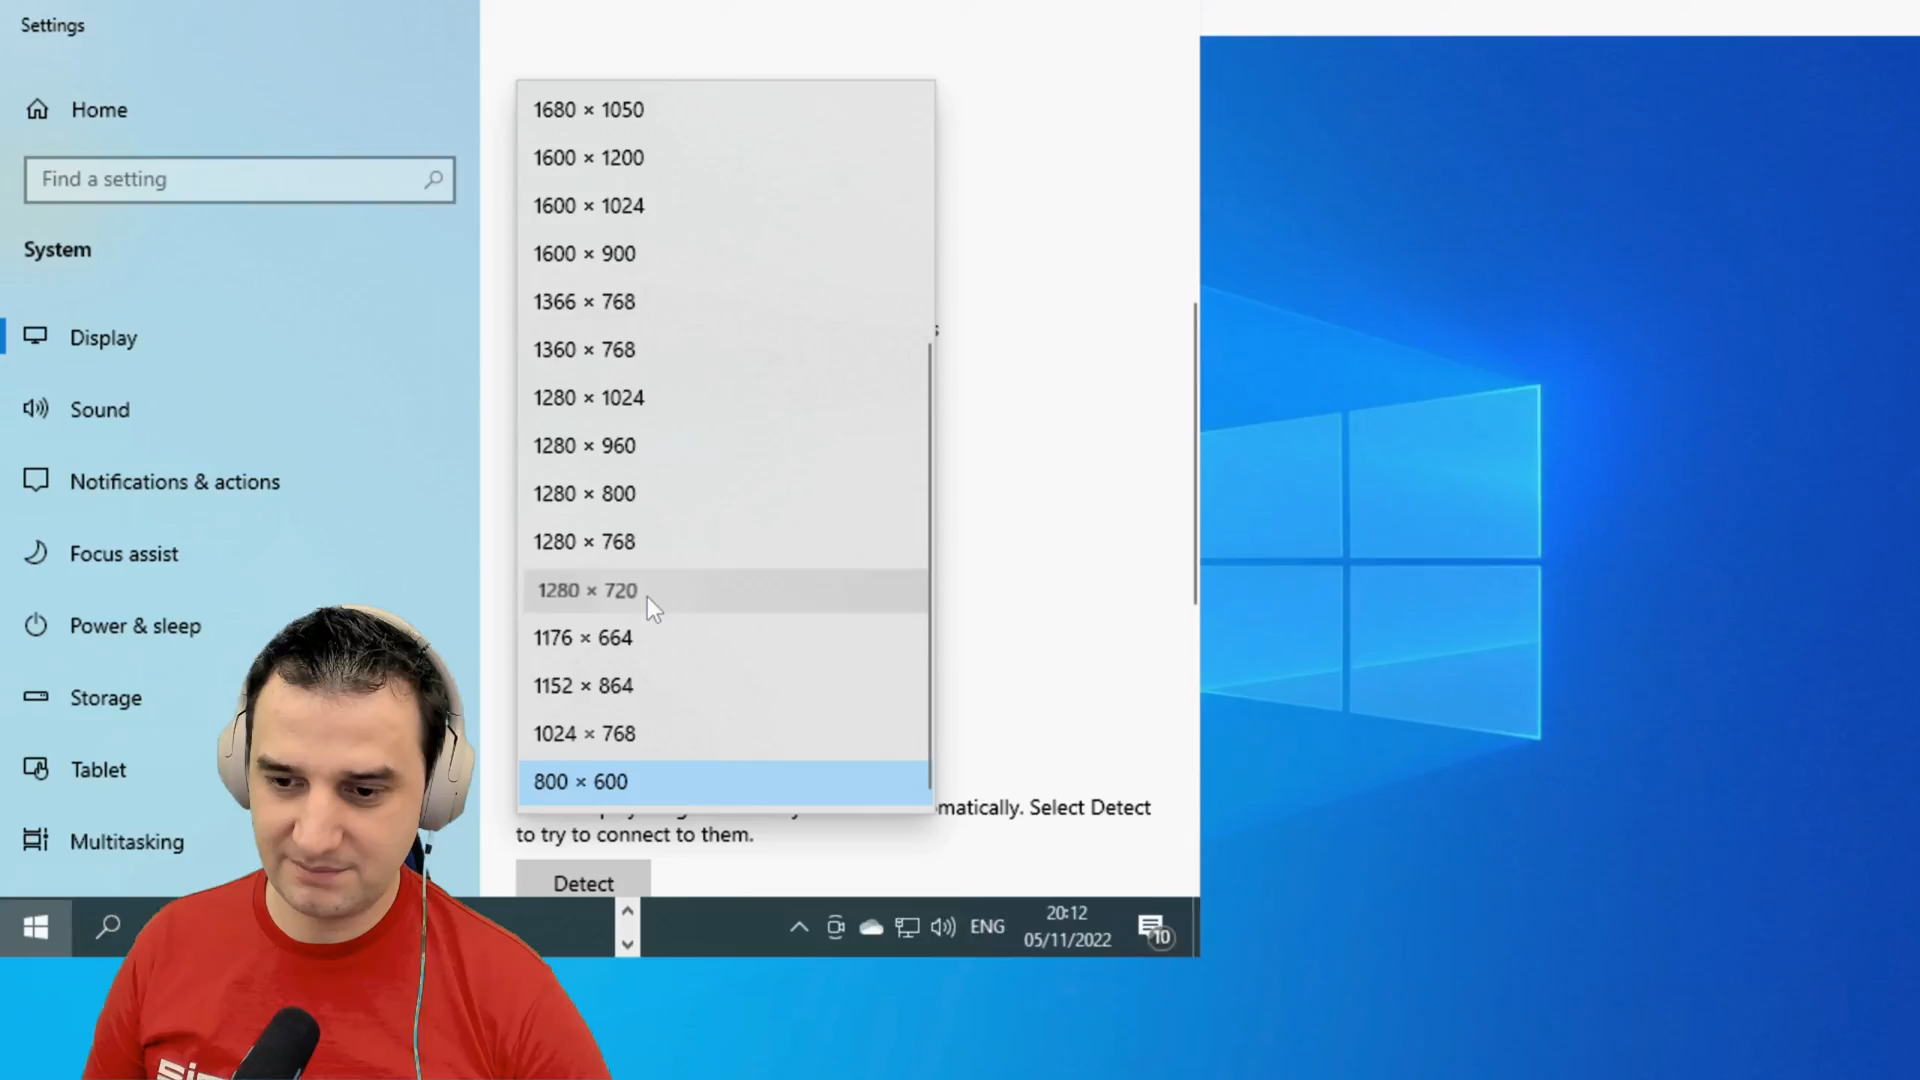 Settings
Home
Find a setting
System
Display
Sound
Notifications & actions
Focus assist
Power & sleep
Storage
Tablet
Multitasking
1680 × 1050
1600 × 1200
1600 × 1024
1600 × 900
1366 × 768
1360 × 768
1280 × 1024
1280 × 960
1280 × 800
1280 × 768
1280 × 720
1176 × 664
1152 × 864
1024 × 768
800 × 600
matically. Select Detect
to try to connect to them.
Detect
ENG
20:12
05/11/2022
10